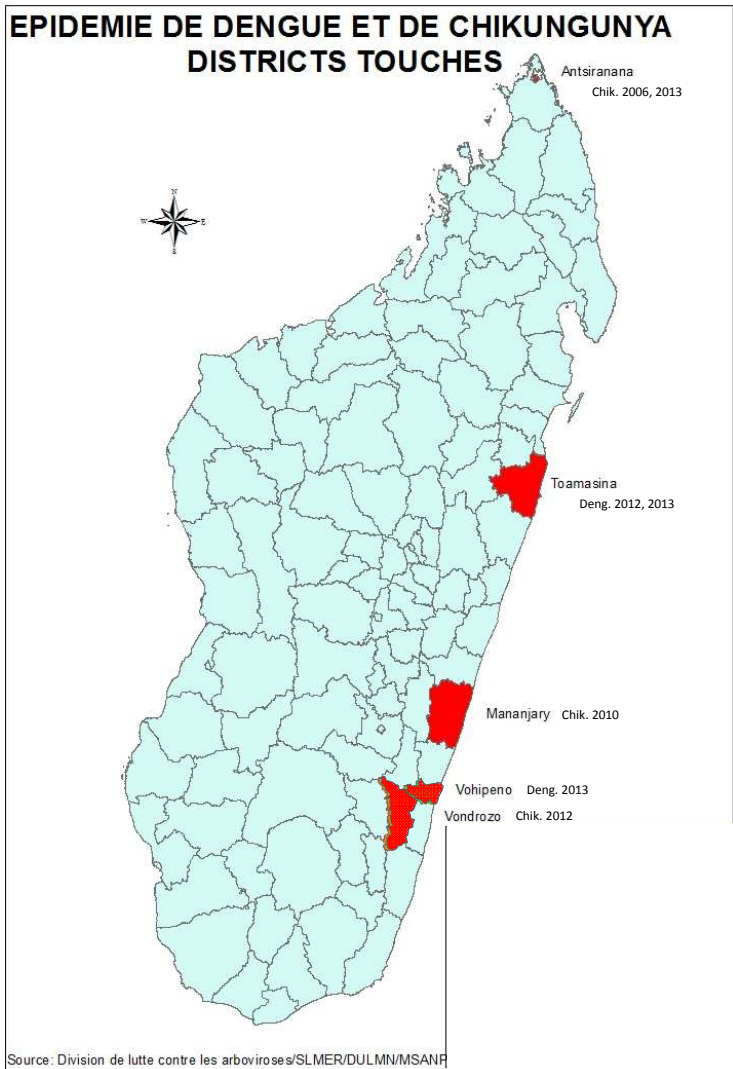 EPIDEMIE DE DENGUE ET DE CHIKUNGUNYA
DISTRICTS TOUCHES
Antsiranana
Chik. 2006, 2013
N
W E
S
Toamasina
Deng. 2012, 2013
Mananjary Chik. 2010
Vohipeno Deng. 2013
Vondrozo Chik. 2012
Source: Division de lutte contre les arboviroses/SLMER/DULMN/MSANP